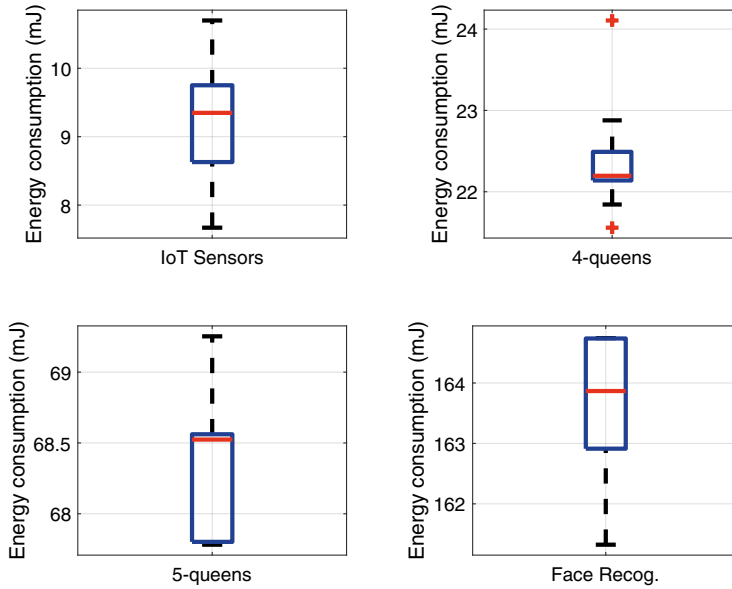 Energy consumption (mJ)
10
9
8
IoT Sensors
Energy consumption (mJ)
24
23
22
4-queens
Energy consumption (mJ)
69
68.5
68
5-queens
Energy consumption (mJ)
164
163
162
Face Recog.